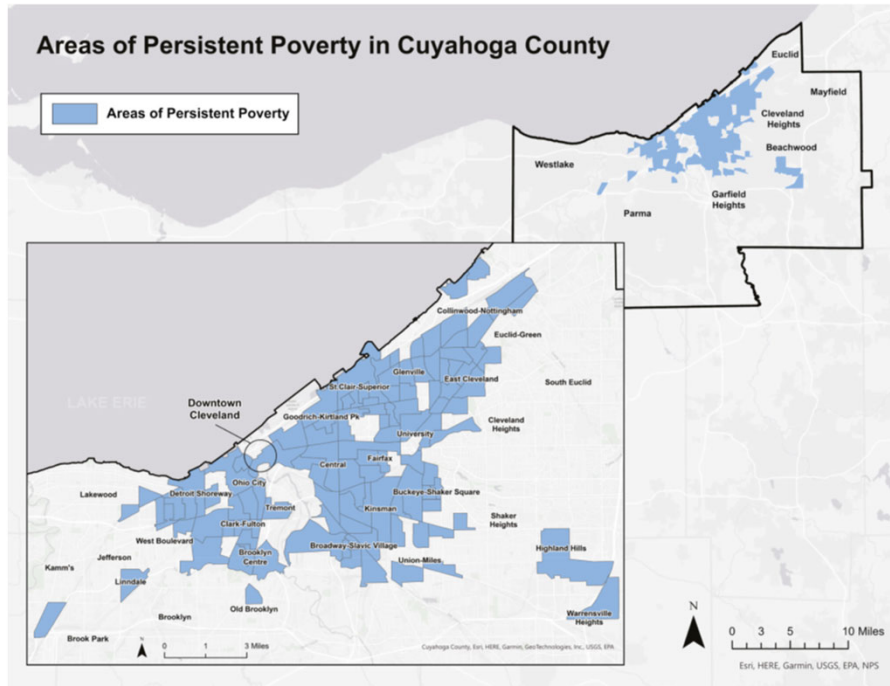 Areas of Persistent Poverty in Cuyahoga County
Areas of Persistent Poverty
Euclid
Mayfield
Cleveland
Heights
Beachwood
Westlake
Garfield
Heights
Parma
Collinwood-Nottingham
Euclid-Green
Glenville
East Cleveland
South Euclid
St Clair-Superior
LAKE ERIE
Downtown
Cleveland
Goodrich-Kirtland Pk
Cleveland
Heights
University
Fairfax
Central
Ohio City
Lakewood
Detroit Shoreway
Buckeye-Shaker Square
Tremont
Kinsman
Shaker
Heights
Clark-Fulton
West Boulevard
Broadway-Slavic Village
Highland Hills
Jefferson
Brooklyn
Centre
Union-Miles
Kamm's
Linndale
Old Brooklyn
Brooklyn
Warrensville
Heights
Brook Park
N
0 1 3 Miles
Cuyahoga County, Esri, HERE, Garmin, GeoTechnologies, Inc., USGS, EPA
N
0 3 5 10 Miles
Esri, HERE, Garmin, USGS, EPA, NPS